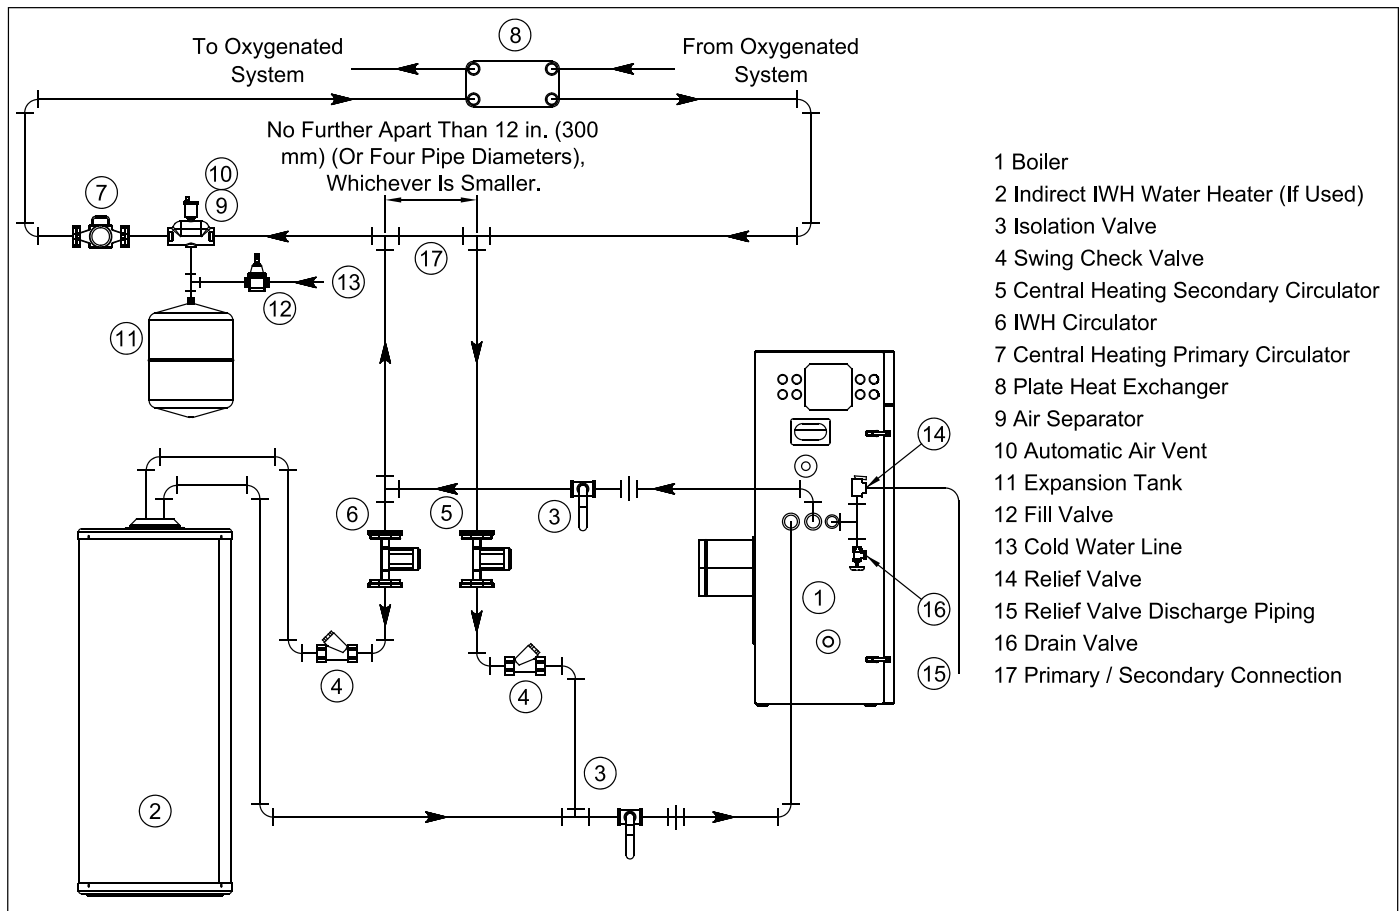 To Oxygenated
System
8
From Oxygenated
System
No Further Apart Than 12 in. (300
mm) (Or Four Pipe Diameters),
Whichever Is Smaller.
7
10
9
17
13
12
11
14
6
5
3
1
16
4
4
15
3
2
1 Boiler
2 Indirect IWH Water Heater (If Used)
3 Isolation Valve
4 Swing Check Valve
5 Central Heating Secondary Circulator
6 IWH Circulator
7 Central Heating Primary Circulator
8 Plate Heat Exchanger
9 Air Separator
10 Automatic Air Vent
11 Expansion Tank
12 Fill Valve
13 Cold Water Line
14 Relief Valve
15 Relief Valve Discharge Piping
16 Drain Valve
17 Primary / Secondary Connection